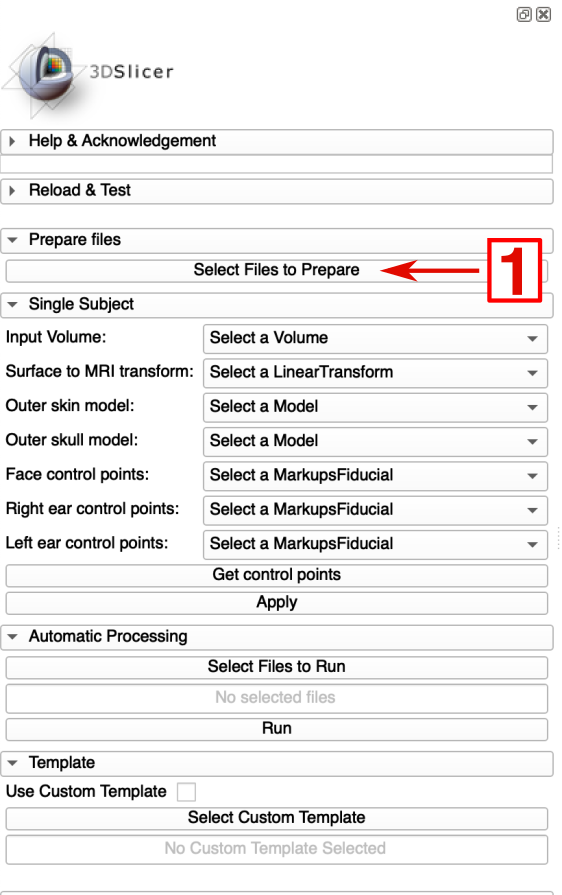 3DSlicer
Help & Acknowledgement
Reload & Test
Prepare files
Select Files to Prepare
1
Single Subject
Input Volume: Select a Volume
Surface to MRI transform: Select a LinearTransform
Outer skin model: Select a Model
Outer skull model: Select a Model
Face control points: Select a MarkupsFiducial
Right ear control points: Select a MarkupsFiducial
Left ear control points: Select a MarkupsFiducial
Get control points
Apply
Automatic Processing
Select Files to Run
No selected files
Run
Template
Use Custom Template
Select Custom Template
No Custom Template Selected